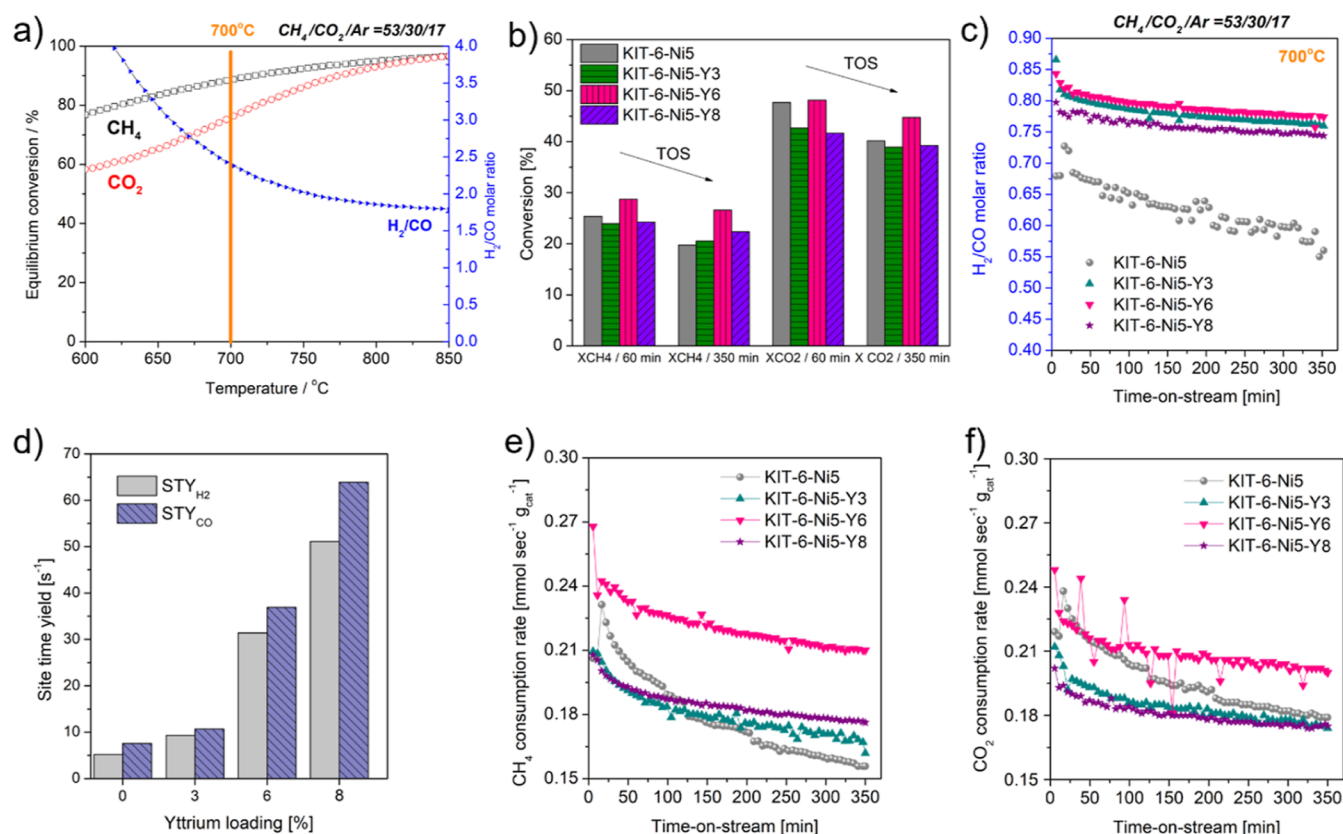 a)
700°C
CH4/CO2/Ar =53/30/17
100
80
60
40
20
0
Equilibrium conversion / %
4.0
3.5
3.0
2.5
2.0
1.5
1.0
0.5
0.0
H2/CO molar ratio
CH4
CO2
H2/CO
600
650
700
750
800
850
Temperature / °C
b)
60
50
40
30
20
10
0
Conversion [%]
KIT-6-Ni5
KIT-6-Ni5-Y3
KIT-6-Ni5-Y6
KIT-6-Ni5-Y8
TOS
TOS
XCH4 / 60 min
XCH4 / 350 min
XCO2 / 60 min
X CO2 / 350 min
c)
CH4/CO2/Ar =53/30/17
700°C
0.90
0.85
0.80
0.75
0.70
0.65
0.60
0.55
0.50
0.45
0.40
H2/CO molar ratio
KIT-6-Ni5
KIT-6-Ni5-Y3
KIT-6-Ni5-Y6
KIT-6-Ni5-Y8
0
50
100
150
200
250
300
350
Time-on-stream [min]
d)
70
60
50
40
30
20
10
0
Site time yield [s-1]
STYH2
STYCO
0
3
6
8
Yttrium loading [%]
e)
0.30
0.27
0.24
0.21
0.18
0.15
CH4 consumption rate [mmol sec-1 gcat-1]
KIT-6-Ni5
KIT-6-Ni5-Y3
KIT-6-Ni5-Y6
KIT-6-Ni5-Y8
0
50
100
150
200
250
300
350
Time-on-stream [min]
f)
0.30
0.27
0.24
0.21
0.18
0.15
CO2 consumption rate [mmol sec-1 gcat-1]
KIT-6-Ni5
KIT-6-Ni5-Y3
KIT-6-Ni5-Y6
KIT-6-Ni5-Y8
0
50
100
150
200
250
300
350
Time-on-stream [min]